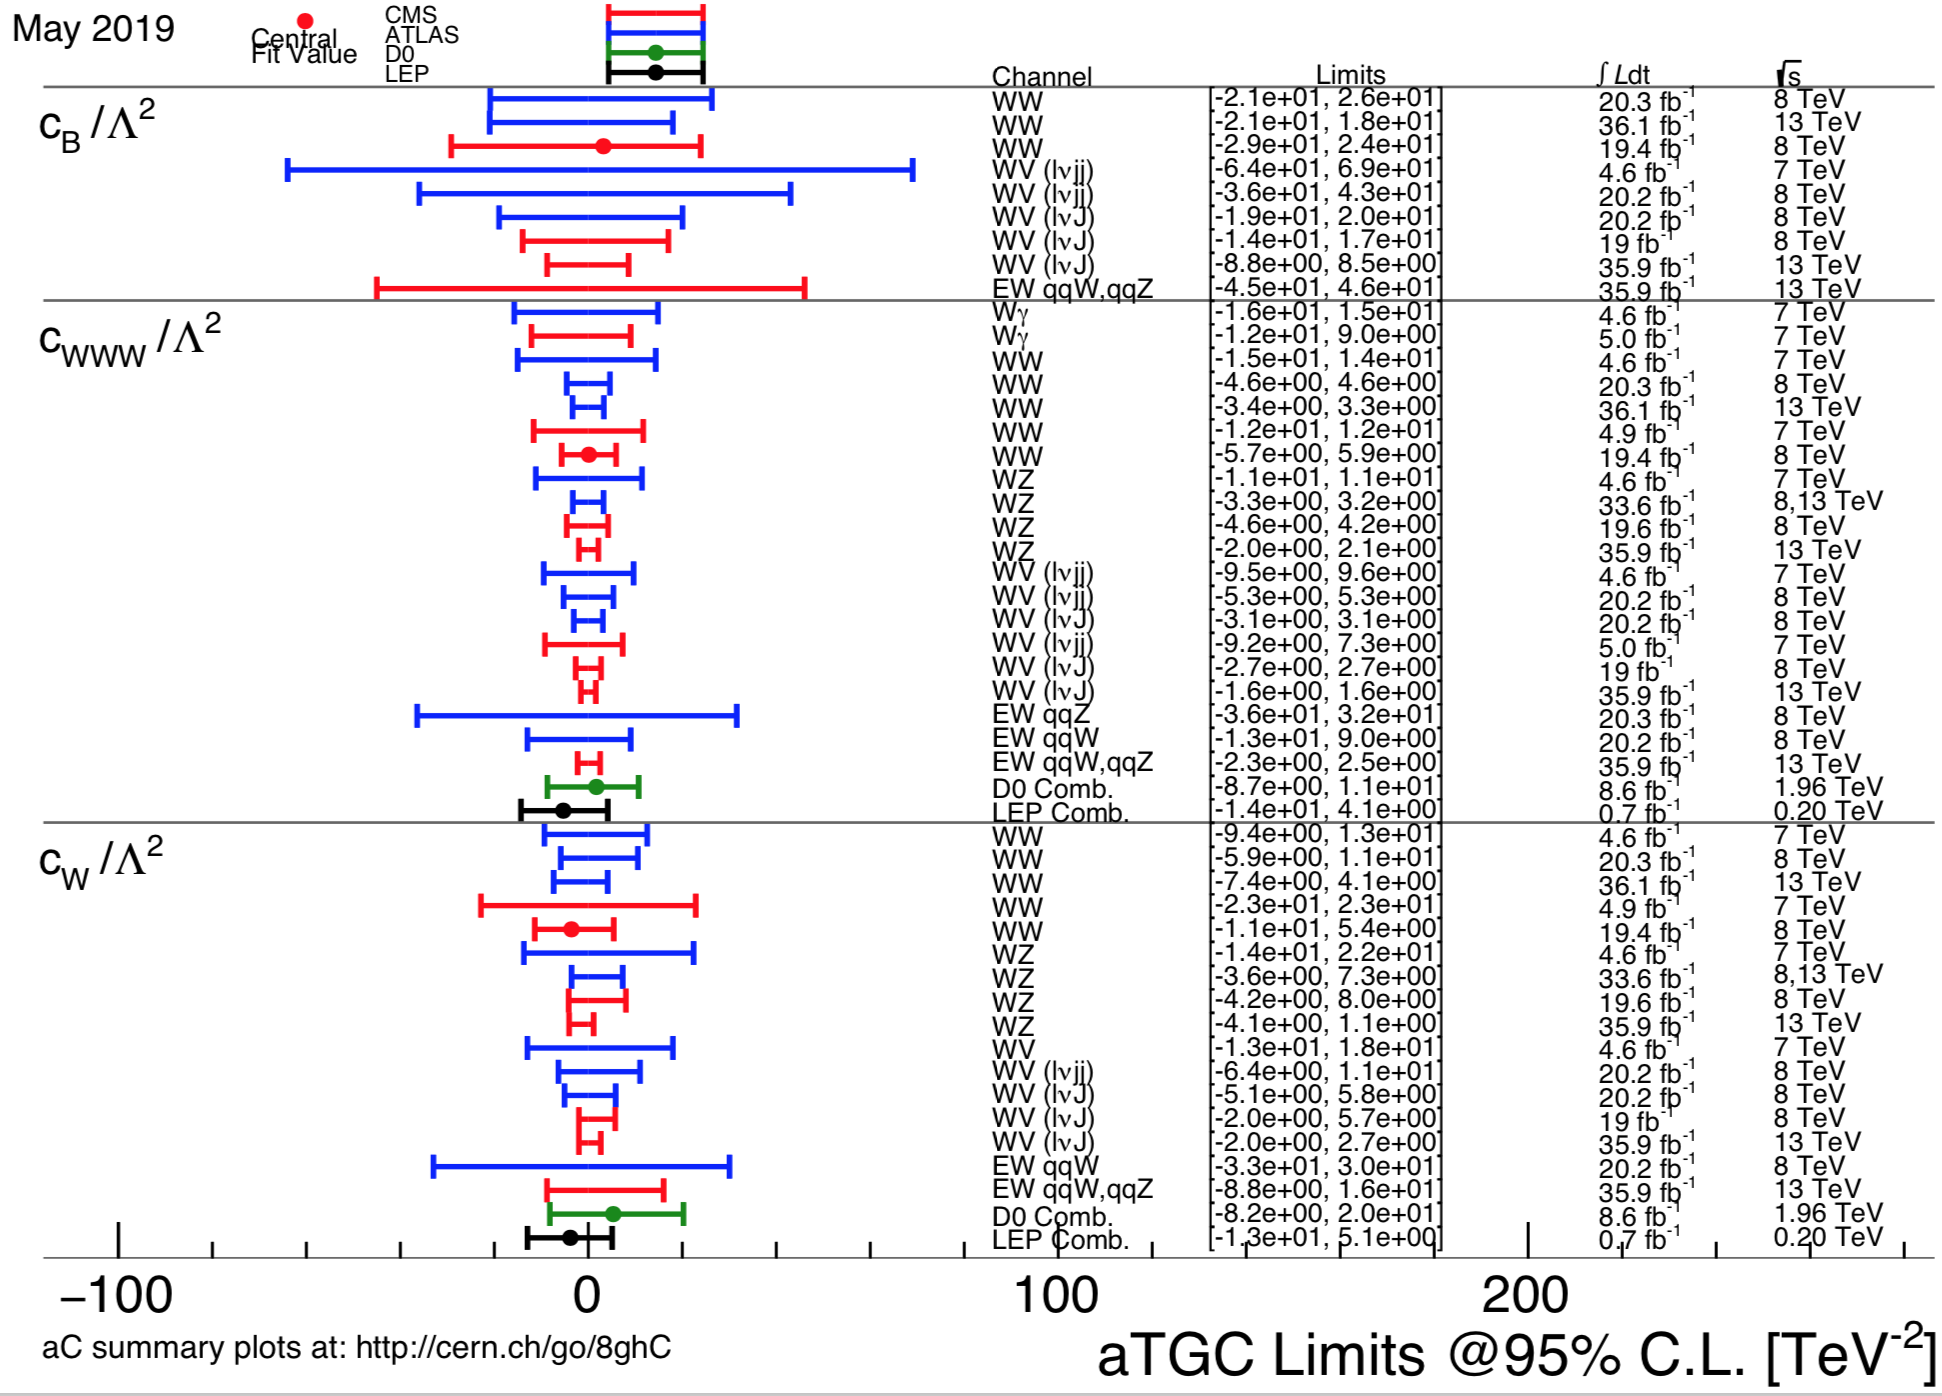 May 2019
Central
Fit Value
CMS
ATLAS
D0
LEP
Channel Limits ∫ Ldt √s
c_B /Λ²
WW [-2.1e+01, 2.6e+01] 20.3 fb⁻¹ 8 TeV
WW [-2.1e+01, 1.8e+01] 36.1 fb⁻¹ 13 TeV
WW [-2.9e+01, 2.4e+01] 19.4 fb⁻¹ 8 TeV
WV (lνjj) [-6.4e+01, 6.9e+01] 4.6 fb⁻¹ 7 TeV
WV (lνjj) [-3.6e+01, 4.3e+01] 20.2 fb⁻¹ 8 TeV
WV (lνJ) [-1.9e+01, 2.0e+01] 20.2 fb⁻¹ 8 TeV
WV (lνJ) [-1.4e+01, 1.7e+01] 19 fb⁻¹ 8 TeV
WV (lνJ) [-8.8e+00, 8.5e+00] 35.9 fb⁻¹ 13 TeV
EW qqW,qqZ [-4.5e+01, 4.6e+01] 35.9 fb⁻¹ 13 TeV
c_WWW /Λ²
Wγ [-1.6e+01, 1.5e+01] 4.6 fb⁻¹ 7 TeV
Wγ [-1.2e+01, 9.0e+00] 5.0 fb⁻¹ 7 TeV
WW [-1.5e+01, 1.4e+01] 4.6 fb⁻¹ 7 TeV
WW [-4.6e+00, 4.6e+00] 20.3 fb⁻¹ 8 TeV
WW [-3.4e+00, 3.3e+00] 36.1 fb⁻¹ 13 TeV
WW [-1.2e+01, 1.2e+01] 4.9 fb⁻¹ 7 TeV
WW [-5.7e+00, 5.9e+00] 19.4 fb⁻¹ 8 TeV
WZ [-1.1e+01, 1.1e+01] 4.6 fb⁻¹ 7 TeV
WZ [-3.3e+00, 3.2e+00] 33.6 fb⁻¹ 8,13 TeV
WZ [-4.6e+00, 4.2e+00] 19.6 fb⁻¹ 8 TeV
WZ [-2.0e+00, 2.1e+00] 35.9 fb⁻¹ 13 TeV
WV (lνjj) [-9.5e+00, 9.6e+00] 4.6 fb⁻¹ 7 TeV
WV (lνjj) [-5.3e+00, 5.3e+00] 20.2 fb⁻¹ 8 TeV
WV (lνJ) [-3.1e+00, 3.1e+00] 20.2 fb⁻¹ 8 TeV
WV (lνjj) [-9.2e+00, 7.3e+00] 5.0 fb⁻¹ 7 TeV
WV (lνJ) [-2.7e+00, 2.7e+00] 19 fb⁻¹ 8 TeV
WV (lνJ) [-1.6e+00, 1.6e+00] 35.9 fb⁻¹ 13 TeV
EW qqZ [-3.6e+01, 3.2e+01] 20.3 fb⁻¹ 8 TeV
EW qqW [-1.3e+01, 9.0e+00] 20.2 fb⁻¹ 8 TeV
EW qqW,qqZ [-2.3e+00, 2.5e+00] 35.9 fb⁻¹ 13 TeV
D0 Comb. [-8.7e+00, 1.1e+01] 8.6 fb⁻¹ 1.96 TeV
LEP Comb. [-1.4e+01, 4.1e+00] 0.7 fb⁻¹ 0.20 TeV
c_W /Λ²
WW [-9.4e+00, 1.3e+01] 4.6 fb⁻¹ 7 TeV
WW [-5.9e+00, 1.1e+01] 20.3 fb⁻¹ 8 TeV
WW [-7.4e+00, 4.1e+00] 36.1 fb⁻¹ 13 TeV
WW [-2.3e+01, 2.3e+01] 4.9 fb⁻¹ 7 TeV
WW [-1.1e+01, 5.4e+00] 19.4 fb⁻¹ 8 TeV
WZ [-1.4e+01, 2.2e+01] 4.6 fb⁻¹ 7 TeV
WZ [-3.6e+00, 7.3e+00] 33.6 fb⁻¹ 8,13 TeV
WZ [-4.2e+00, 8.0e+00] 19.6 fb⁻¹ 8 TeV
WZ [-4.1e+00, 1.1e+00] 35.9 fb⁻¹ 13 TeV
WV [-1.3e+01, 1.8e+01] 4.6 fb⁻¹ 7 TeV
WV (lνjj) [-6.4e+00, 1.1e+01] 20.2 fb⁻¹ 8 TeV
WV (lνJ) [-5.1e+00, 5.8e+00] 20.2 fb⁻¹ 8 TeV
WV (lνJ) [-2.0e+00, 5.7e+00] 19 fb⁻¹ 8 TeV
WV (lνJ) [-2.0e+00, 2.7e+00] 35.9 fb⁻¹ 13 TeV
EW qqW [-3.3e+01, 3.0e+01] 20.2 fb⁻¹ 8 TeV
EW qqW,qqZ [-8.8e+00, 1.6e+01] 35.9 fb⁻¹ 13 TeV
D0 Comb. [-8.2e+00, 2.0e+01] 8.6 fb⁻¹ 1.96 TeV
LEP Comb. [-1.3e+01, 5.1e+00] 0.7 fb⁻¹ 0.20 TeV
−100 0 100 200
aC summary plots at: http://cern.ch/go/8ghC
aTGC Limits @95% C.L. [TeV⁻²]